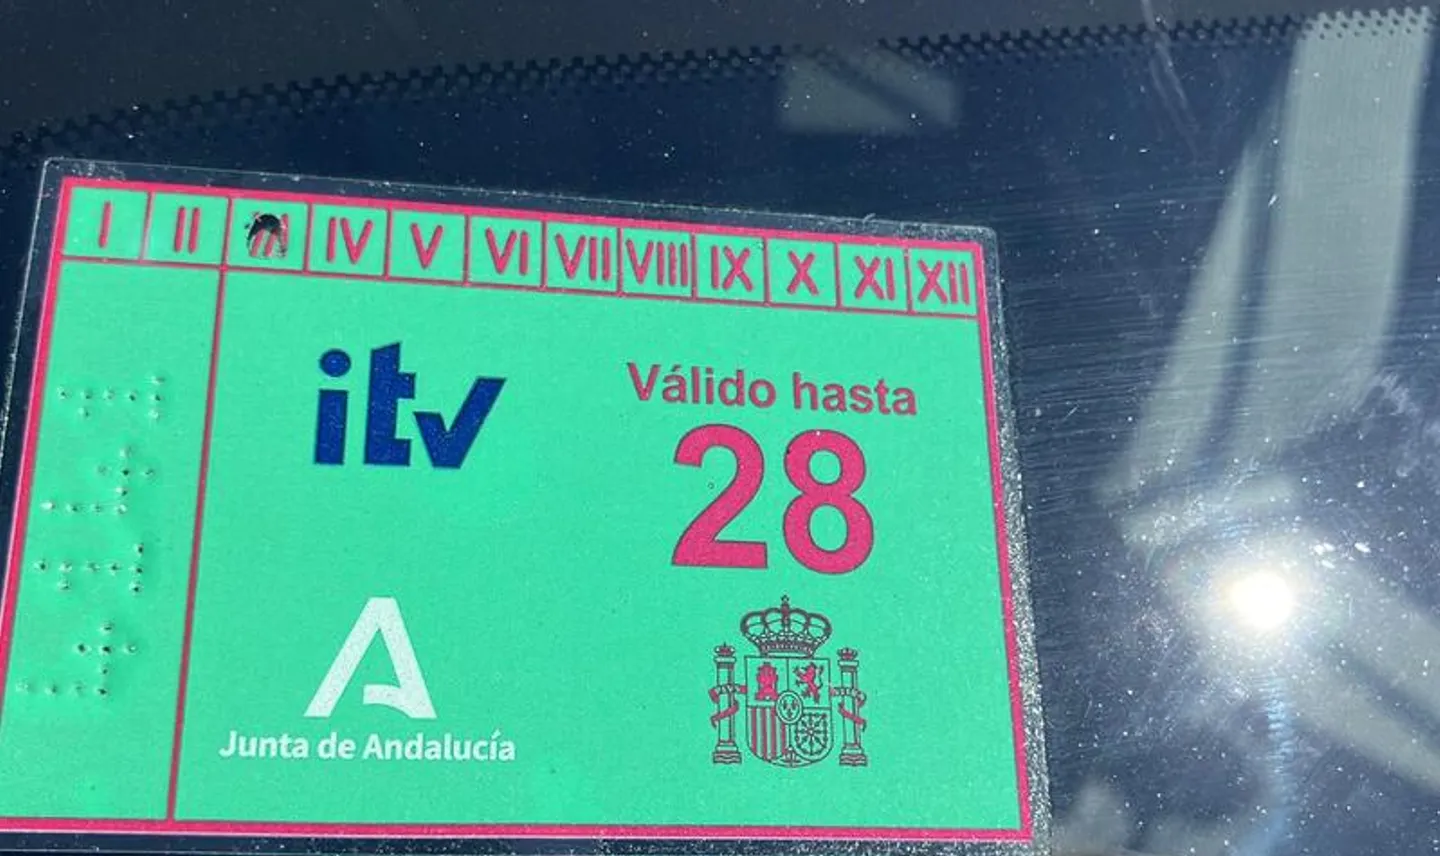 I II III IV V VI VII VIII IX X XI XII
itv
Válido hasta
28
Junta de Andalucía